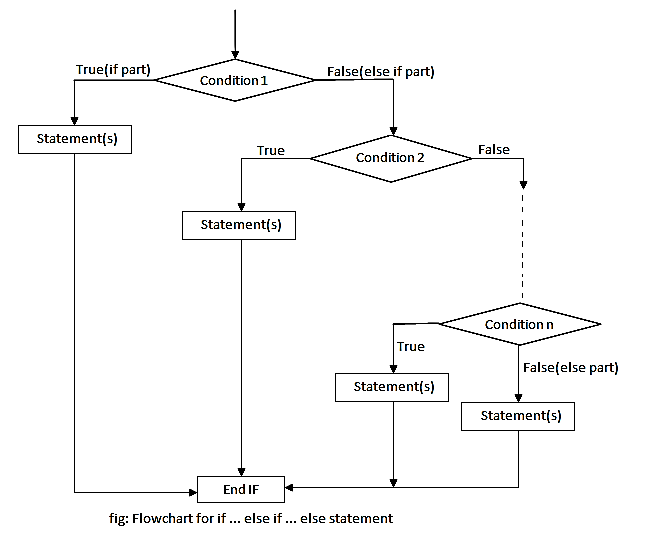 True(if part)
Condition 1
False(else if part)
Statement(s)
True
Condition 2
False
Statement(s)
Condition n
True
False(else part)
Statement(s)
Statement(s)
End IF
fig: Flowchart for if ... else if ... else statement